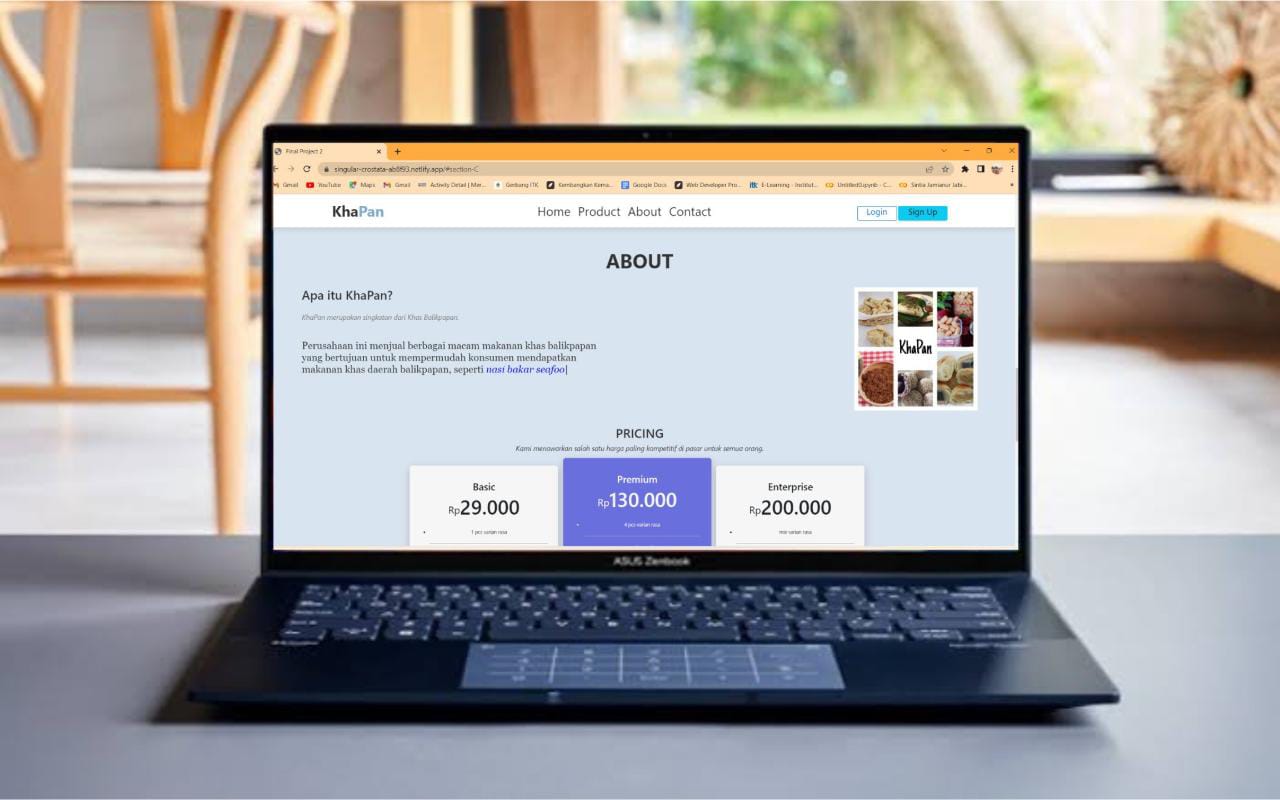 Final Project 2
singular-crostata-ab8f93.netlify.app/#section-C
Gmail YouTube Maps Gmail Activity Detail | Mer... Gerbang ITK Kembangkan Kema... Google Docs Web Developer Pro... E-Learning - Institut... Untitled0.ipynb - C... Sintia Jamianur Jabi...
KhaPan Home Product About Contact Login Sign Up
ABOUT
Apa itu KhaPan?
KhaPan merupakan singkatan dari Khas Balikpapan.
Perusahaan ini menjual berbagai macam makanan khas balikpapan
yang bertujuan untuk mempermudah konsumen mendapatkan
makanan khas daerah balikpapan, seperti nasi bakar seafoo|
KhaPan
PRICING
Kami menawarkan salah satu harga paling kompetitif di pasar untuk semua orang.
Basic
Rp29.000
1 pcs varian rasa
Premium
Rp130.000
4 pcs varian rasa
Enterprise
Rp200.000
mix varian rasa
ASUS Zenbook